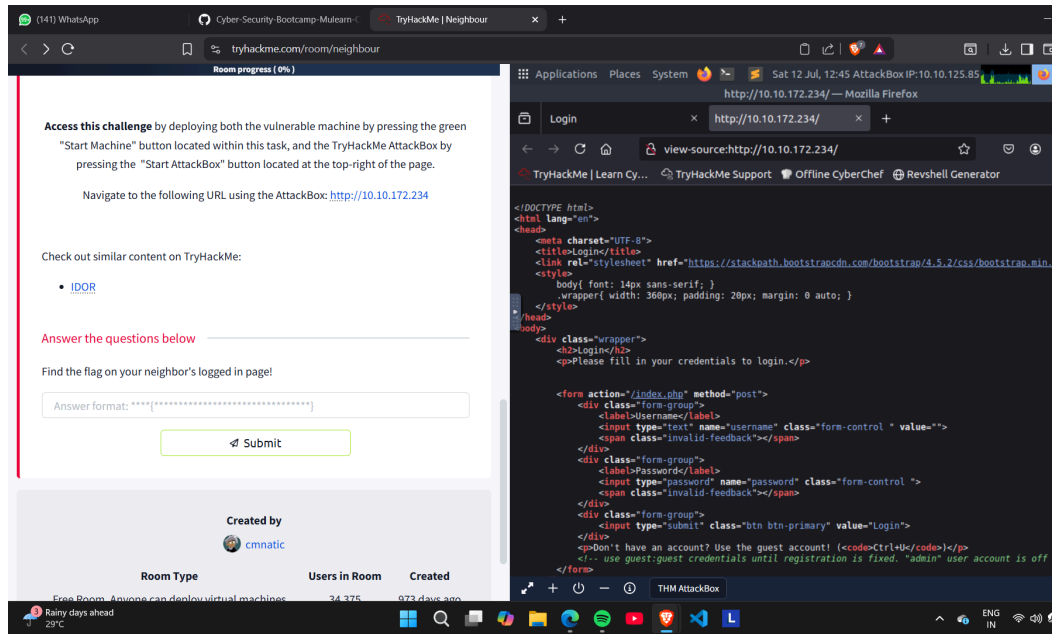 (141) WhatsApp
Cyber-Security-Bootcamp-Mulearn-C
TryHackMe | Neighbour
tryhackme.com/room/neighbour
Room progress ( 0% )
Access this challenge by deploying both the vulnerable machine by pressing the green
"Start Machine" button located within this task, and the TryHackMe AttackBox by
pressing the "Start AttackBox" button located at the top-right of the page.
Navigate to the following URL using the AttackBox: http://10.10.172.234
Check out similar content on TryHackMe:
IDOR
Answer the questions below
Find the flag on your neighbor's logged in page!
Answer format: ****{********************************}
Submit
Created by
cmnatic
Room Type
Users in Room
Created
Free Room. Anyone can deploy virtual machines
34,375
973 days ago
Applications Places System
Sat 12 Jul, 12:45 AttackBox IP:10.10.125.85
http://10.10.172.234/ — Mozilla Firefox
Login
http://10.10.172.234/
view-source:http://10.10.172.234/
TryHackMe | Learn Cy...
TryHackMe Support
Offline CyberChef
Revshell Generator
<!DOCTYPE html>
<html lang="en">
<head>
<meta charset="UTF-8">
<title>Login</title>
<link rel="stylesheet" href="https://stackpath.bootstrapcdn.com/bootstrap/4.5.2/css/bootstrap.min.
<style>
body{ font: 14px sans-serif; }
.wrapper{ width: 360px; padding: 20px; margin: 0 auto; }
</style>
/head>
body>
<div class="wrapper">
<h2>Login</h2>
<p>Please fill in your credentials to login.</p>
<form action="/index.php" method="post">
<div class="form-group">
<label>Username</label>
<input type="text" name="username" class="form-control " value="">
<span class="invalid-feedback"></span>
</div>
<div class="form-group">
<label>Password</label>
<input type="password" name="password" class="form-control ">
<span class="invalid-feedback"></span>
</div>
<div class="form-group">
<input type="submit" class="btn btn-primary" value="Login">
</div>
<p>Don't have an account? Use the guest account! (<code>Ctrl+U</code>)</p>
<!-- use guest:guest credentials until registration is fixed. "admin" user account is off
</form>
THM AttackBox
3
Rainy days ahead
29°C
ENG
IN